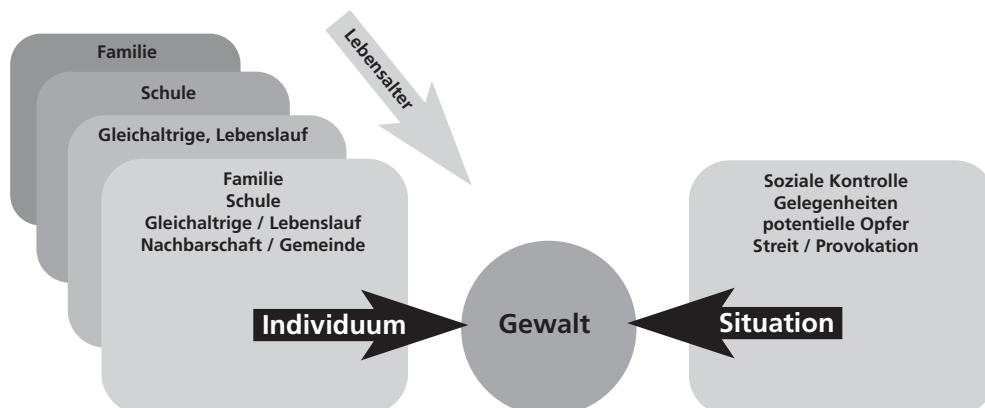 Familie
Schule
Gleichaltrige, Lebenslauf
Familie
Schule
Gleichaltrige / Lebenslauf
Nachbarschaft / Gemeinde
Individuum
Lebensalter
Gewalt
Soziale Kontrolle
Gelegenheiten
potentielle Opfer
Streit / Provokation
Situation